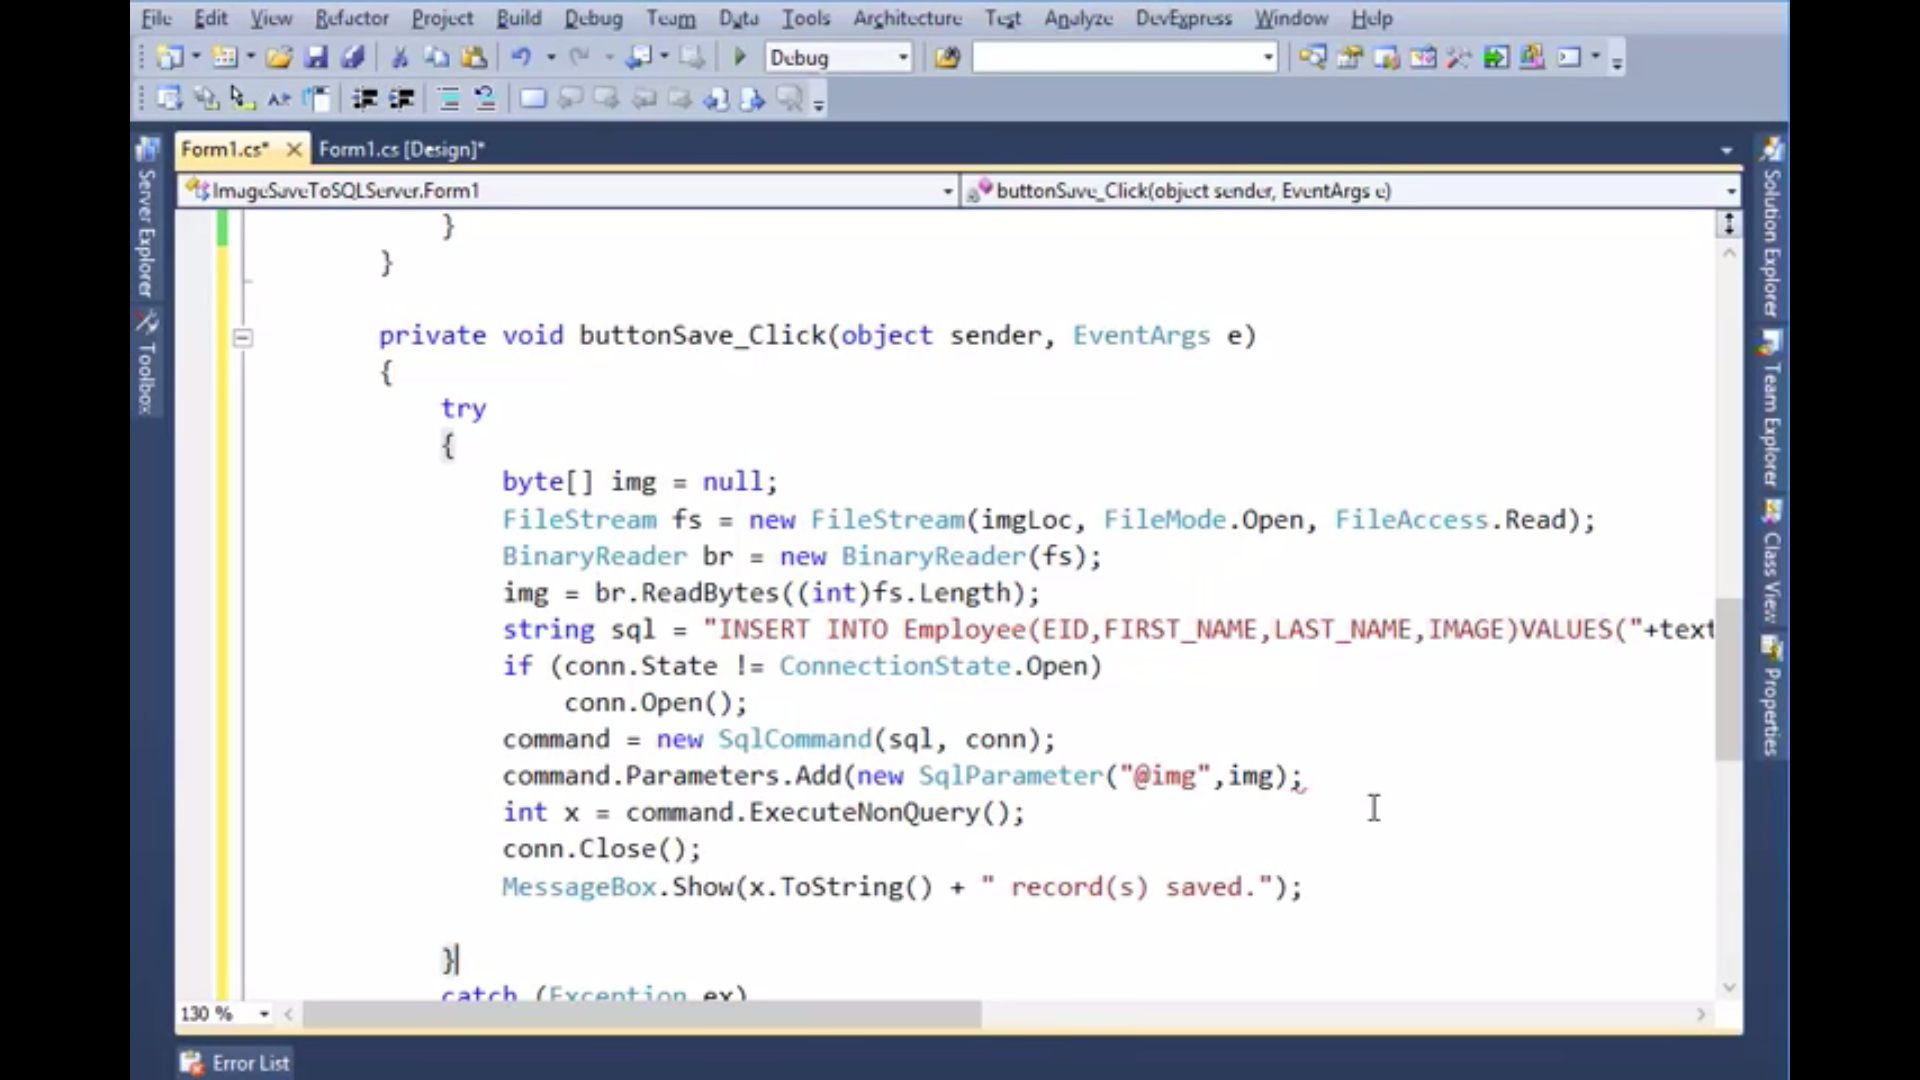 File Edit View Refactor Project Build Debug Team Data Tools Architecture Test Analyze DevExpress Window Help
Debug
Form1.cs* Form1.cs [Design]*
ImageSaveToSQLServer.Form1 buttonSave_Click(object sender, EventArgs e)
Server Explorer
Toolbox
}
}
private void buttonSave_Click(object sender, EventArgs e)
{
try
{
byte[] img = null;
FileStream fs = new FileStream(imgLoc, FileMode.Open, FileAccess.Read);
BinaryReader br = new BinaryReader(fs);
img = br.ReadBytes((int)fs.Length);
string sql = "INSERT INTO Employee(EID,FIRST_NAME,LAST_NAME,IMAGE)VALUES("+text
if (conn.State != ConnectionState.Open)
conn.Open();
command = new SqlCommand(sql, conn);
command.Parameters.Add(new SqlParameter("@img",img);
int x = command.ExecuteNonQuery();
conn.Close();
MessageBox.Show(x.ToString() + " record(s) saved.");
}
catch (Exception ex)
Solution Explorer
Team Explorer
Class View
Properties
130 %
Error List